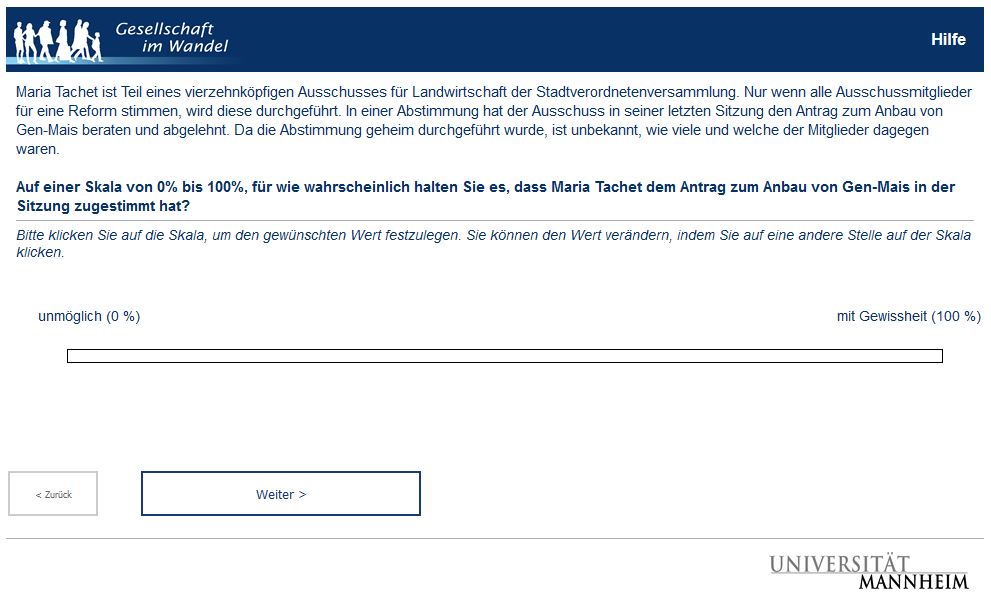 Gesellschaft
im Wandel
Hilfe
Maria Tachet ist Teil eines vierzehnköpfigen Ausschusses für Landwirtschaft der Stadtverordnetenversammlung. Nur wenn alle Ausschussmitglieder
für eine Reform stimmen, wird diese durchgeführt. In einer Abstimmung hat der Ausschuss in seiner letzten Sitzung den Antrag zum Anbau von
Gen-Mais beraten und abgelehnt. Da die Abstimmung geheim durchgeführt wurde, ist unbekannt, wie viele und welche der Mitglieder dagegen
waren.
Auf einer Skala von 0% bis 100%, für wie wahrscheinlich halten Sie es, dass Maria Tachet dem Antrag zum Anbau von Gen-Mais in der
Sitzung zugestimmt hat?
Bitte klicken Sie auf die Skala, um den gewünschten Wert festzulegen. Sie können den Wert verändern, indem Sie auf eine andere Stelle auf der Skala
klicken.
unmöglich (0 %)
mit Gewissheit (100 %)
< Zurück
Weiter >
UNIVERSITÄT
MANNHEIM